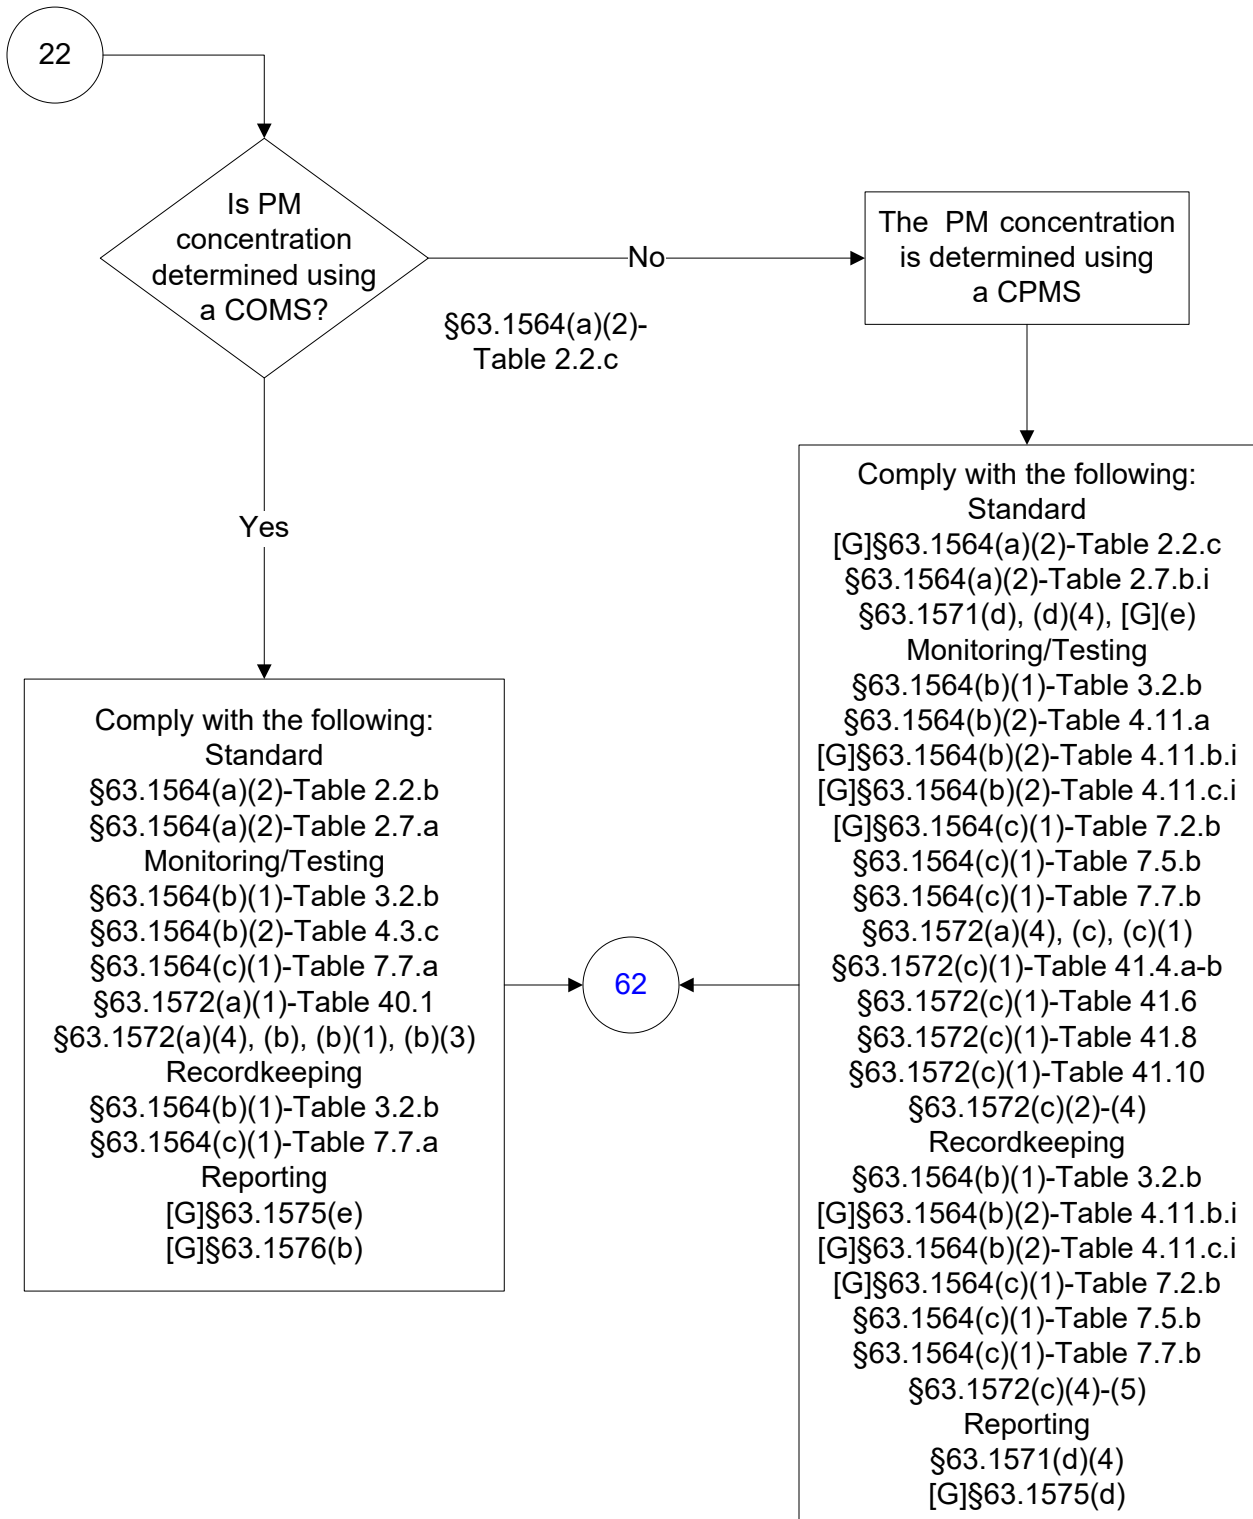 22
Is PM
concentration
determined using
a COMS?
No
The PM concentration
is determined using
a CPMS
§63.1564(a)(2)-
Table 2.2.c
Yes
Comply with the following:
Standard
§63.1564(a)(2)-Table 2.2.b
§63.1564(a)(2)-Table 2.7.a
Monitoring/Testing
§63.1564(b)(1)-Table 3.2.b
§63.1564(b)(2)-Table 4.3.c
§63.1564(c)(1)-Table 7.7.a
§63.1572(a)(1)-Table 40.1
§63.1572(a)(4), (b), (b)(1), (b)(3)
Recordkeeping
§63.1564(b)(1)-Table 3.2.b
§63.1564(c)(1)-Table 7.7.a
Reporting
[G]§63.1575(e)
[G]§63.1576(b)
62
Comply with the following:
Standard
[G]§63.1564(a)(2)-Table 2.2.c
§63.1564(a)(2)-Table 2.7.b.i
§63.1571(d), (d)(4), [G](e)
Monitoring/Testing
§63.1564(b)(1)-Table 3.2.b
§63.1564(b)(2)-Table 4.11.a
[G]§63.1564(b)(2)-Table 4.11.b.i
[G]§63.1564(b)(2)-Table 4.11.c.i
[G]§63.1564(c)(1)-Table 7.2.b
§63.1564(c)(1)-Table 7.5.b
§63.1564(c)(1)-Table 7.7.b
§63.1572(a)(4), (c), (c)(1)
§63.1572(c)(1)-Table 41.4.a-b
§63.1572(c)(1)-Table 41.6
§63.1572(c)(1)-Table 41.8
§63.1572(c)(1)-Table 41.10
§63.1572(c)(2)-(4)
Recordkeeping
§63.1564(b)(1)-Table 3.2.b
[G]§63.1564(b)(2)-Table 4.11.b.i
[G]§63.1564(b)(2)-Table 4.11.c.i
[G]§63.1564(c)(1)-Table 7.2.b
§63.1564(c)(1)-Table 7.5.b
§63.1564(c)(1)-Table 7.7.b
§63.1572(c)(4)-(5)
Reporting
§63.1571(d)(4)
[G]§63.1575(d)